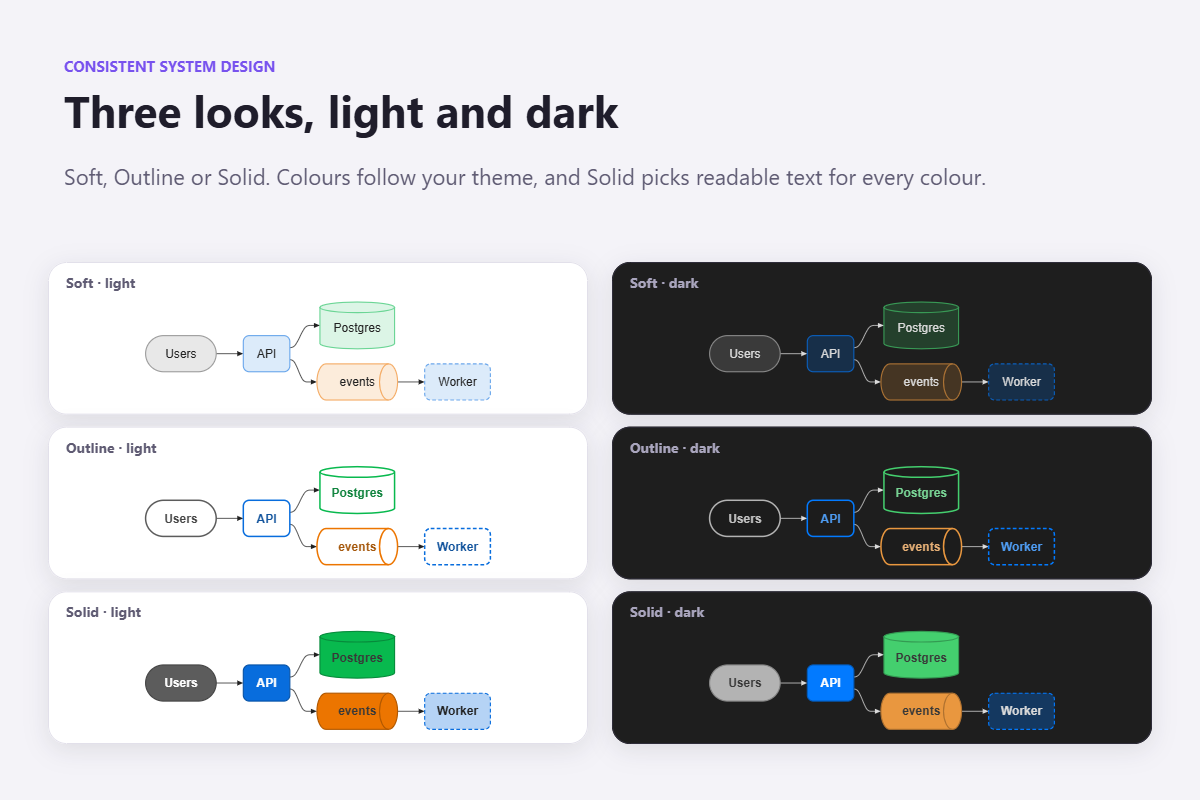 CONSISTENT SYSTEM DESIGN
Three looks, light and dark
Soft, Outline or Solid. Colours follow your theme, and Solid picks readable text for every colour.
Soft · light
Users
API
Postgres
events
Worker
Soft · dark
Users
API
Postgres
events
Worker
Outline · light
Users
API
Postgres
events
Worker
Outline · dark
Users
API
Postgres
events
Worker
Solid · light
Users
API
Postgres
events
Worker
Solid · dark
Users
API
Postgres
events
Worker